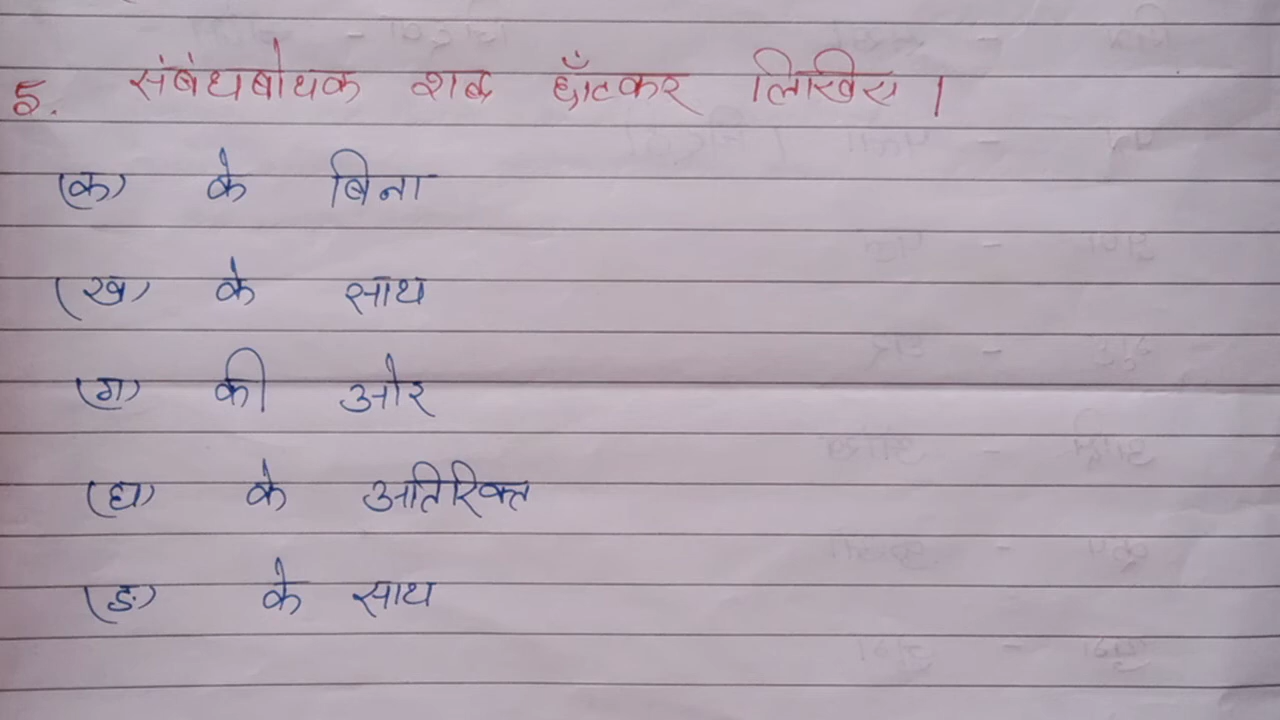 5. संबंधबोधक शब्द छाँटकर लिखिए ।
(क) के बिना
(ख) के साथ
(ग) की ओर
(घ) के अतिरिक्त
(ङ) के साथ